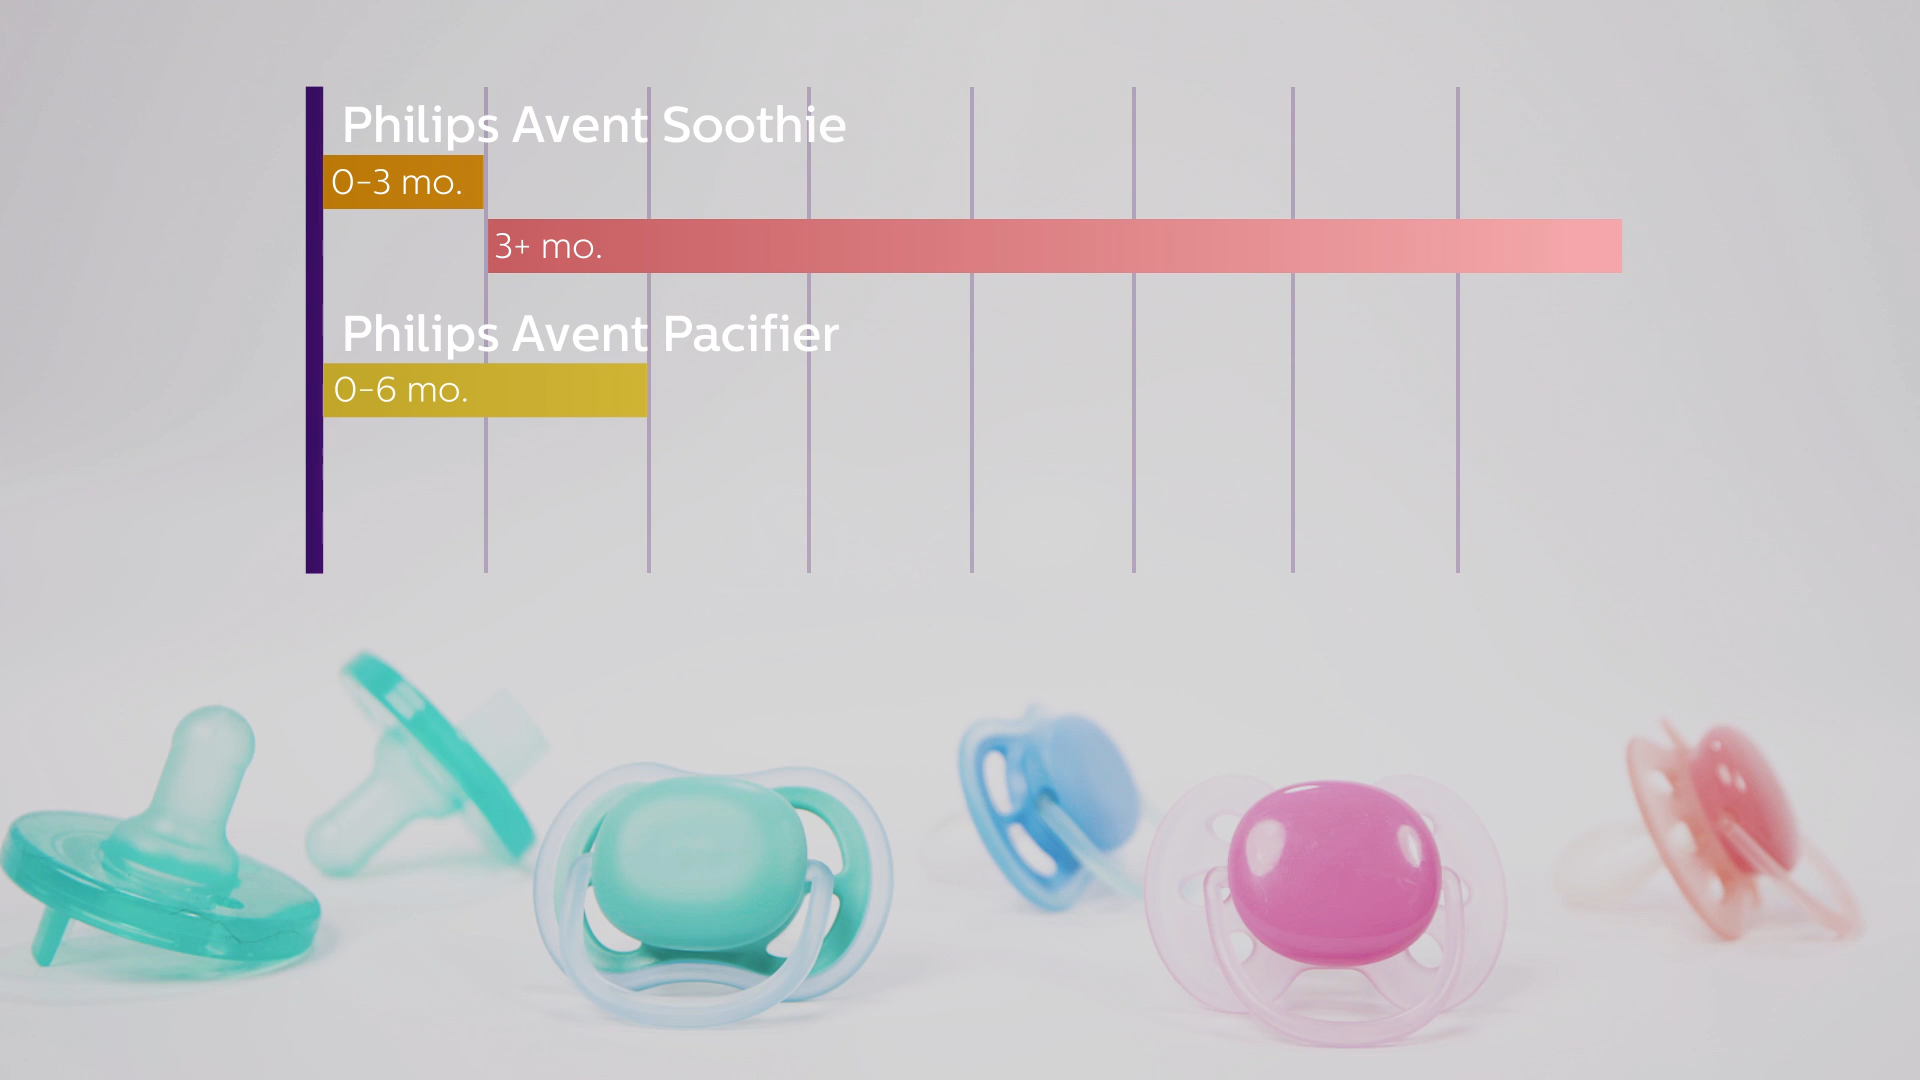 Philips Avent Soothie
0-3 mo.
3+ mo.
Philips Avent Pacifier
0-6 mo.